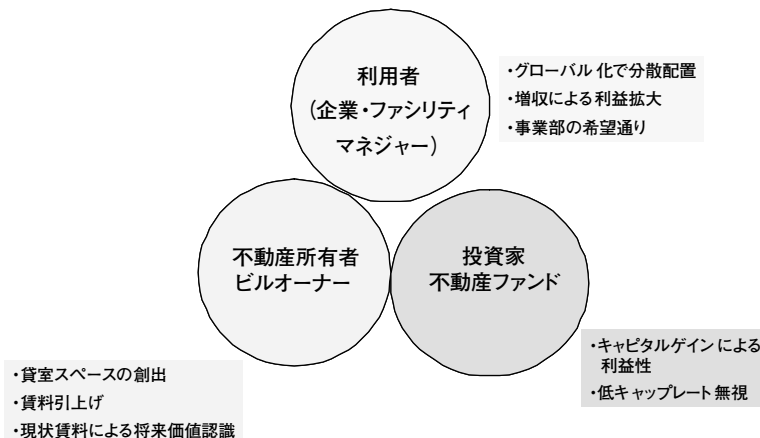 利用者
(企業・ファシリティ
マネジャー)
・グローバル化で分散配置
・増収による利益拡大
・事業部の希望通り
不動産所有者
ビルオーナー
投資家
不動産ファンド
・キャピタルゲインによる
利益性
・低キャップレート無視
・貸室スペースの創出
・賃料引上げ
・現状賃料による将来価値認識